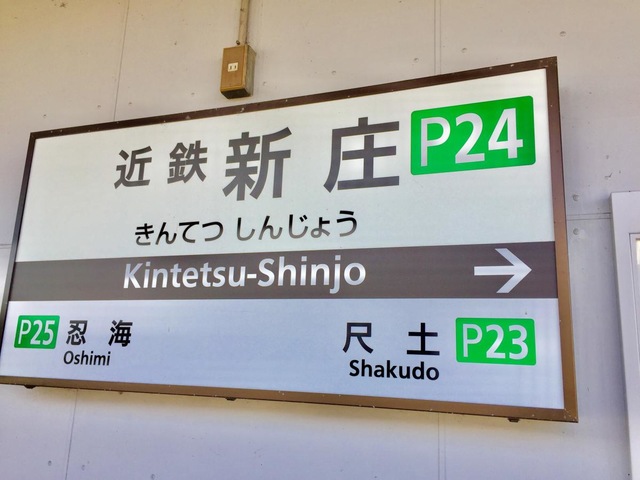 近鉄新庄 P24
きんてつ しんじょう
Kintetsu-Shinjo
P25 忍海
Oshimi
尺土 P23
Shakudo